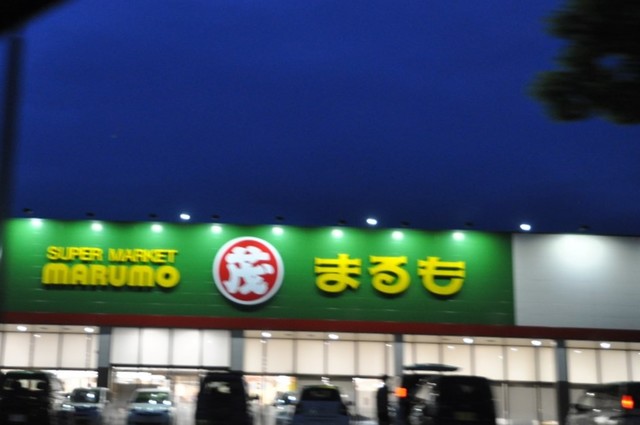 SUPER MARKET
MARUMO
茂
まるも